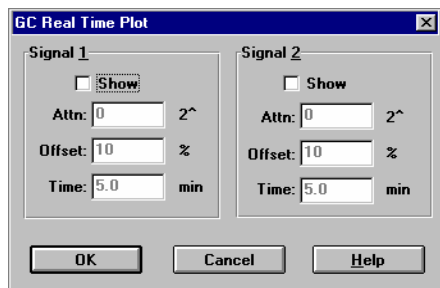 GC Real Time Plot
Signal 1
Show
Attn: 0 2^
Offset: 10 %
Time: 5.0 min
Signal 2
Show
Attn: 0 2^
Offset: 10 %
Time: 5.0 min
OK Cancel Help